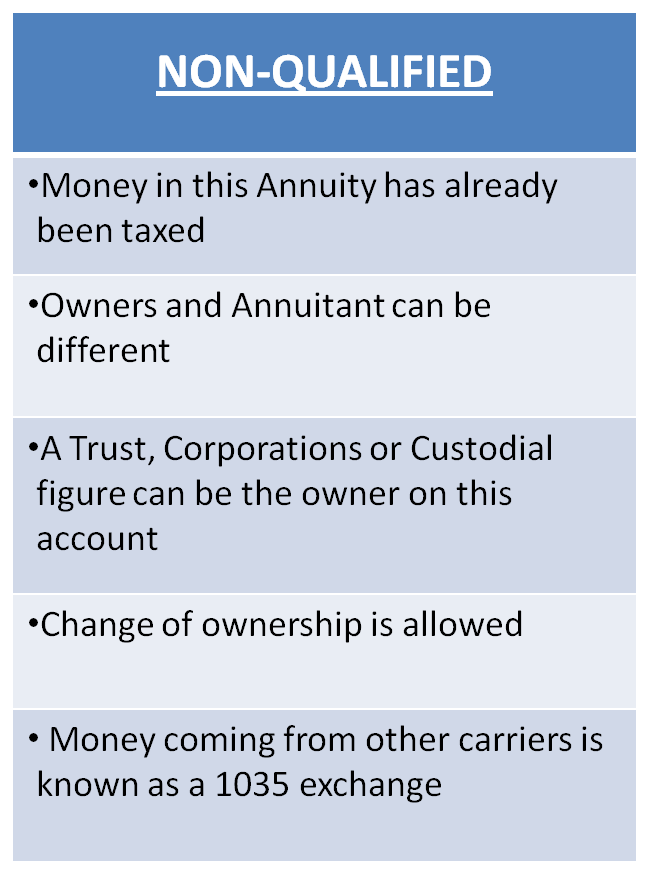 NON-QUALIFIED
•Money in this Annuity has already
been taxed
•Owners and Annuitant can be
different
•A Trust, Corporations or Custodial
figure can be the owner on this
account
•Change of ownership is allowed
• Money coming from other carriers is
known as a 1035 exchange